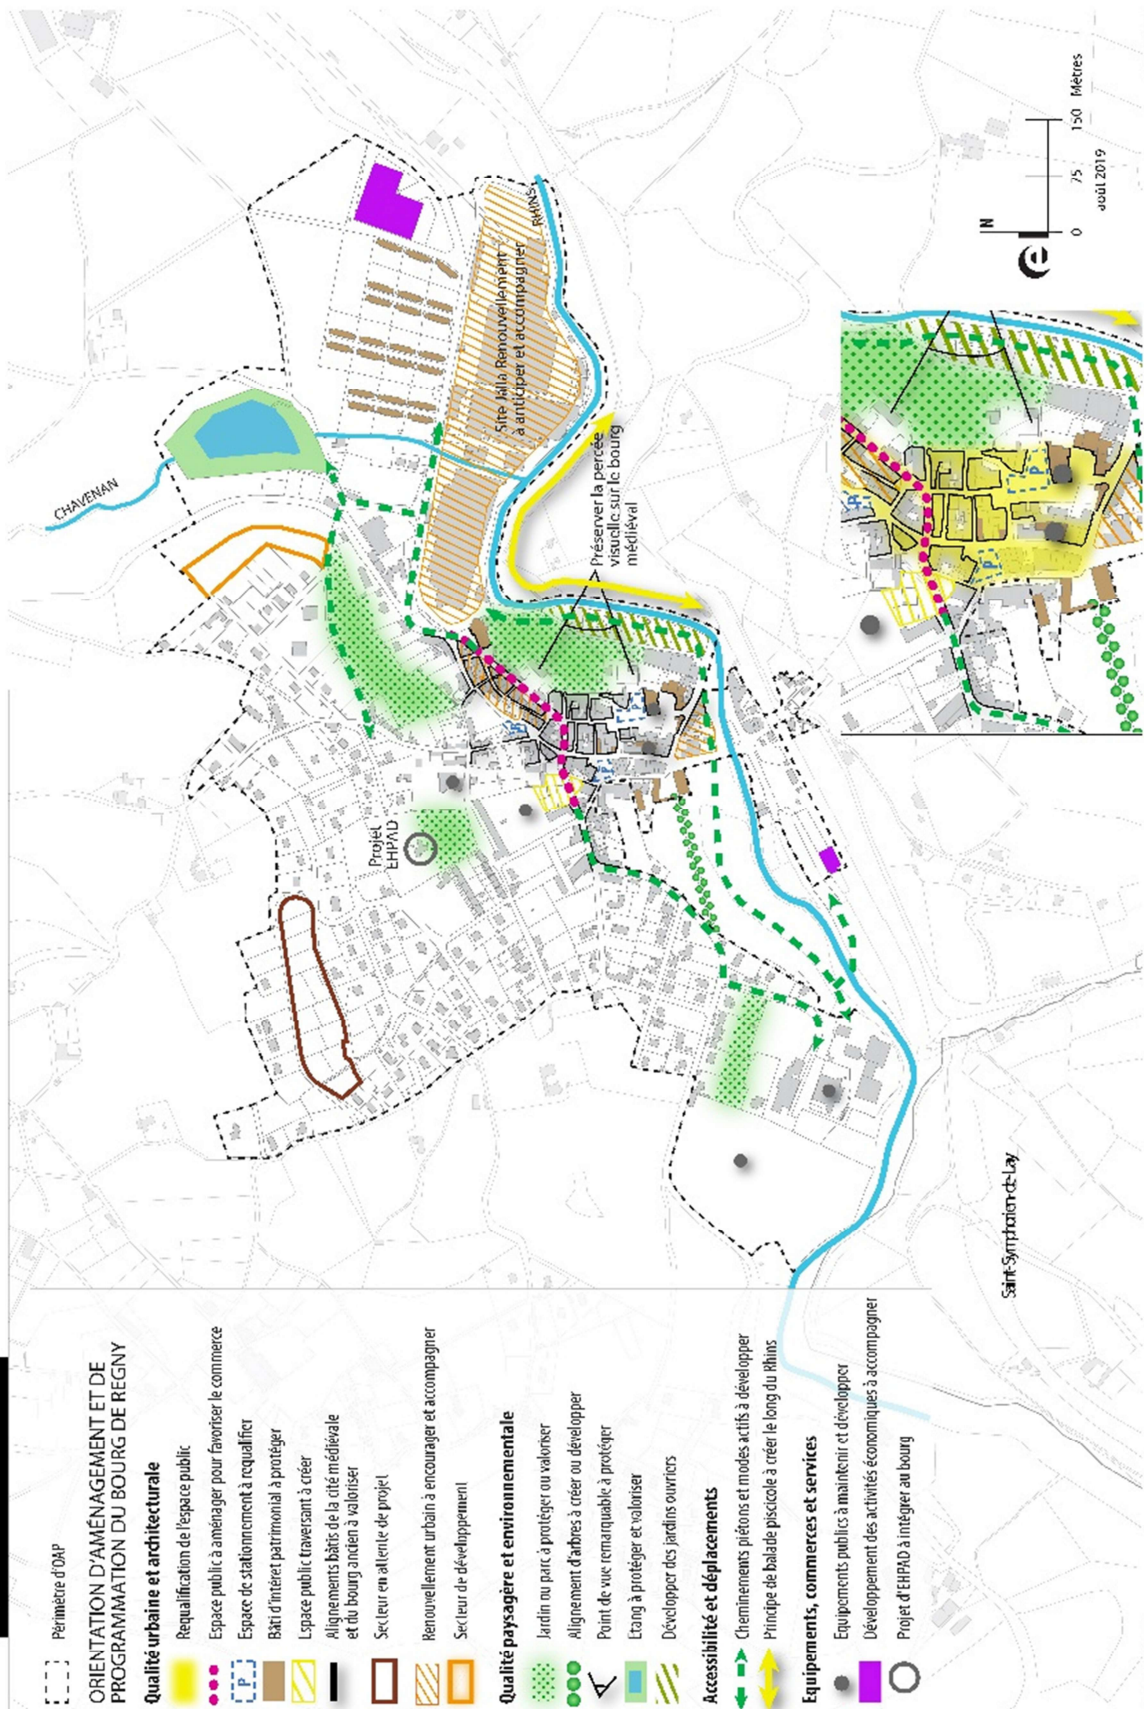 Périmètre d'OAP
ORIENTATION D'AMÉNAGEMENT ET DE
PROGRAMMATION DU BOURG DE REGNY
Qualité urbaine et architecturale
Requalification de l'espace public
Espace public à aménager pour favoriser le commerce
P
Espace de stationnement à requalifier
Bâti d'intérêt patrimonial à protéger
Espace public traversant à créer
Alignements bâtis de la cité médiévale
et du bourg ancien à valoriser
Secteur en attente de projet
Renouvellement urbain à encourager et accompagner
Secteur de développement
Qualité paysagère et environnementale
Jardin ou parc à protéger ou valoriser
Alignement d'arbres à créer ou développer
Point de vue remarquable à protéger
Etang à protéger et valoriser
Développer des jardins ouvriers
Accessibilité et déplacements
Cheminements piétons et modes actifs à développer
Principe de balade piscicole à créer le long du Rhins
Equipements, commerces et services
Equipements publics à maintenir et développer
Développement des activités économiques à accompagner
Projet d'EHPAD à intégrer au bourg
CHAVENAN
Projet
EHPAD
Site Jalla Renouvellement
à anticiper et accompagner
RHINS
Préserver la percée
visuelle sur le bourg
médiéval
P
P
P
Saint-Symphorien-de-Lay
P
P
P
N
e
0 75 150 Mètres
août 2019